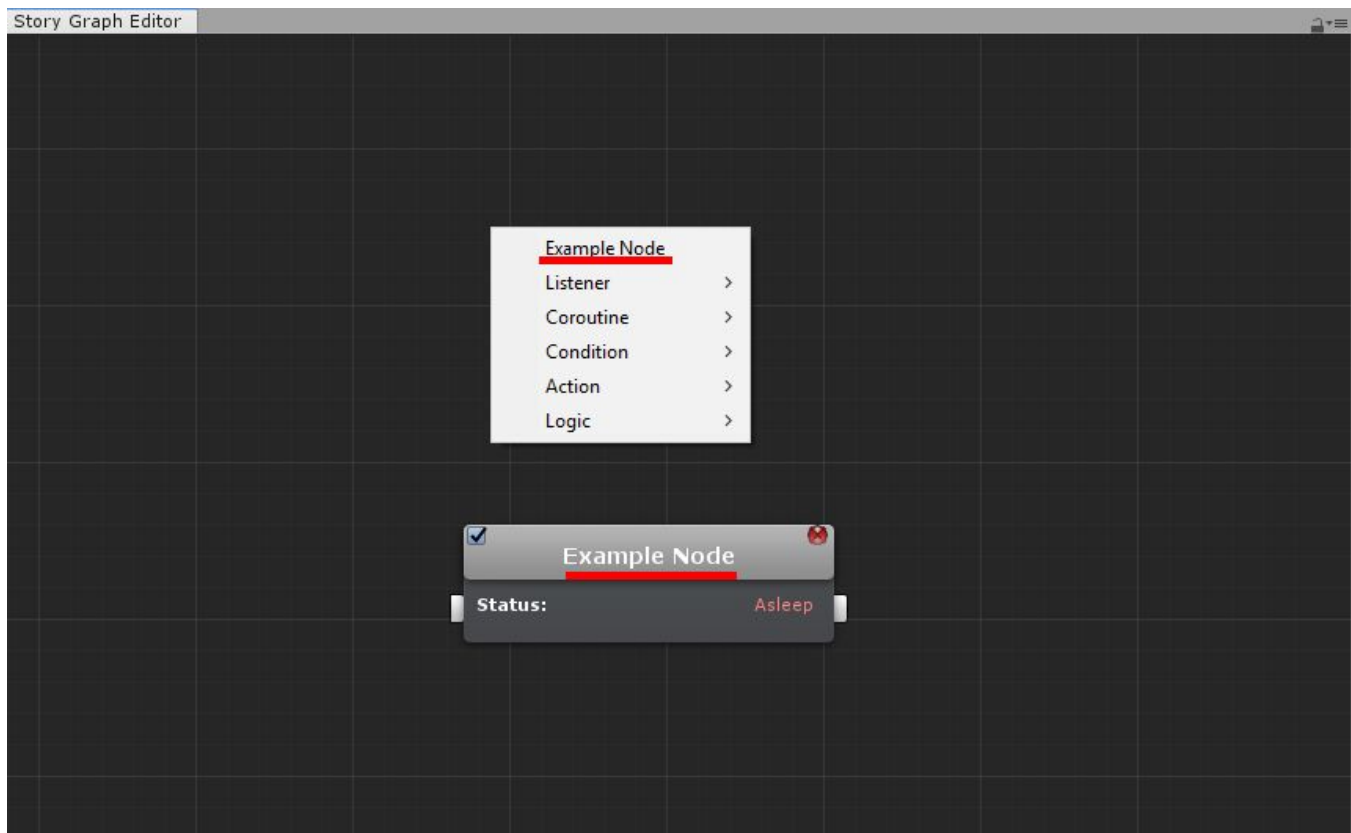 Story Graph Editor
Example Node
Listener
Coroutine
Condition
Action
Logic
Example Node
Status: Asleep